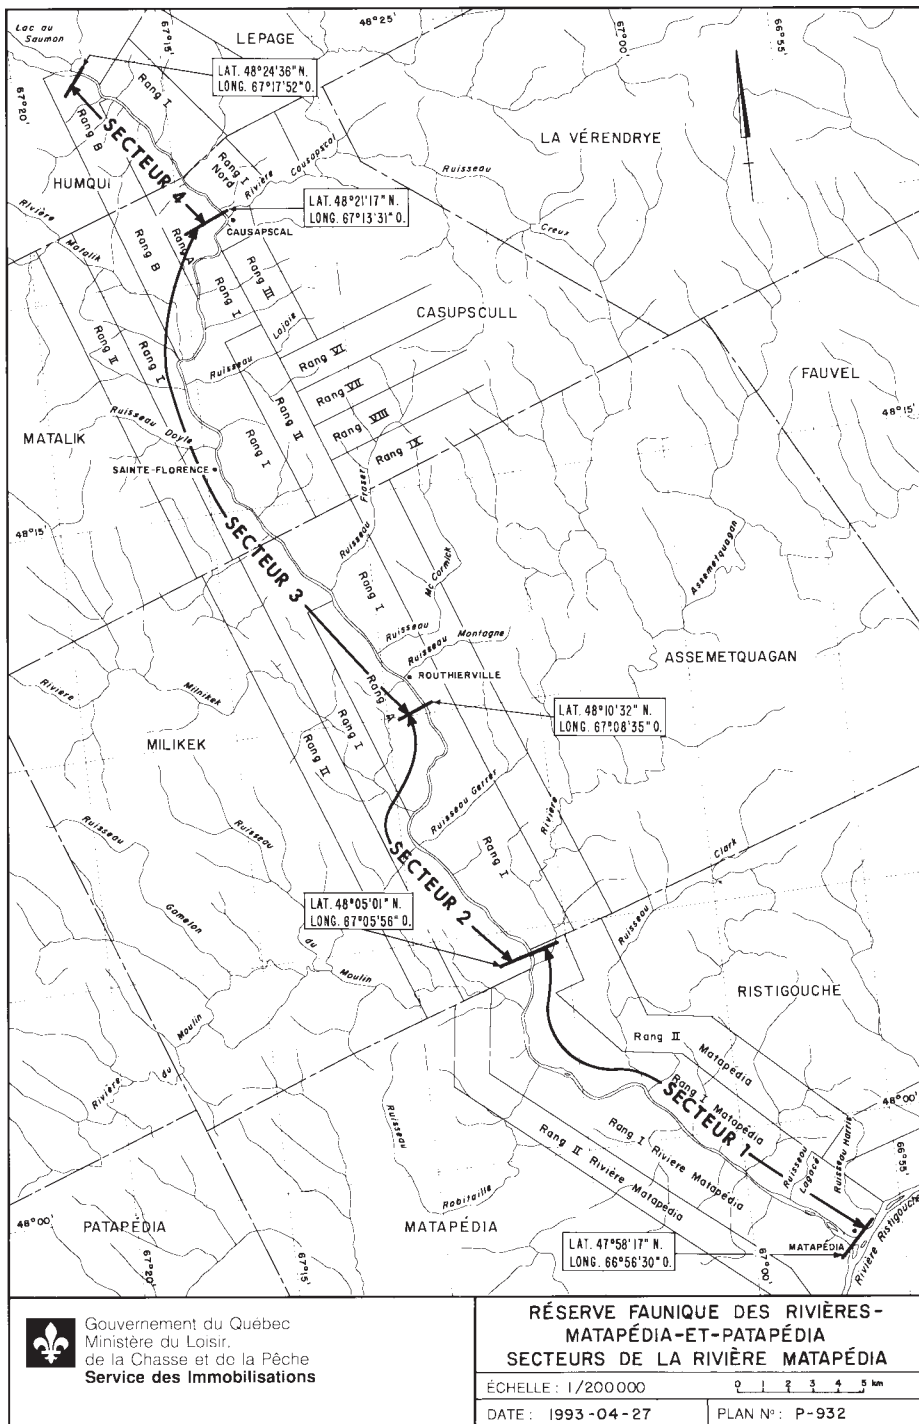 Lac au
Saumon
67°15'
48°25'
LEPAGE
67°00'
66°55'
LAT. 48°24'36" N.
LONG. 67°17'52" O.
67°20'
Rang I
Rang B
SECTEUR 4
LA VÉRENDRYE
Rang I
Nord
Rivière Causapscal
Ruisseau
HUMQUI
LAT. 48°21'17" N.
LONG. 67°13'31" O.
Rivière
Matalik
CAUSAPSCAL
Creux
Rang B
Rang A
Rang I
Rang III
CASUPSCULL
Rang II
Rang I
Ruisseau Lajoie
Rang VI
Rang VII
Rang VIII
Rang IX
FAUVEL
48°15'
Ruisseau Doyle
Rang I
Rang II
MATALIK
SAINTE-FLORENCE
Ruisseau Fraser
48°15'
SECTEUR 3
Assemetquagan
Rang I
Mc Cormick
Ruisseau
Ruisseau Montagne
ROUTHIERVILLE
ASSEMETQUAGAN
Rivière
Milnikek
Rang A
LAT. 48°10'32" N.
LONG. 67°08'35" O.
MILIKEK
Rang I
Rang II
Ruisseau Garrer
Rivière
Ruisseau
Ruisseau
Rang I
SECTEUR 2
Clark
LAT. 48°05'01" N.
LONG. 67°05'56" O.
Gamelon
du
Moulin
Ruisseau
RISTIGOUCHE
Moulin
Rang II Matapédia
Rivière du
Rang I Matapédia
SECTEUR 1
48°00'
Ruisseau
Rang I Rivière Matapédia
Rang II Rivière Matapédia
Ruisseau Lagacé
Ruisseau Harris
66°55'
Robitaille
48°00'
PATAPÉDIA
MATAPÉDIA
LAT. 47°58'17" N.
LONG. 66°56'30" O.
MATAPÉDIA
Rivière Ristigouche
67°20'
67°15'
67°00'
Gouvernement du Québec
Ministère du Loisir,
de la Chasse et de la Pêche
Service des Immobilisations
RÉSERVE FAUNIQUE DES RIVIÈRES-
MATAPÉDIA-ET-PATAPÉDIA
SECTEURS DE LA RIVIÈRE MATAPÉDIA
ÉCHELLE : 1/200 000
0 1 2 3 4 5 km
DATE : 1993-04-27
PLAN Nº : P-932